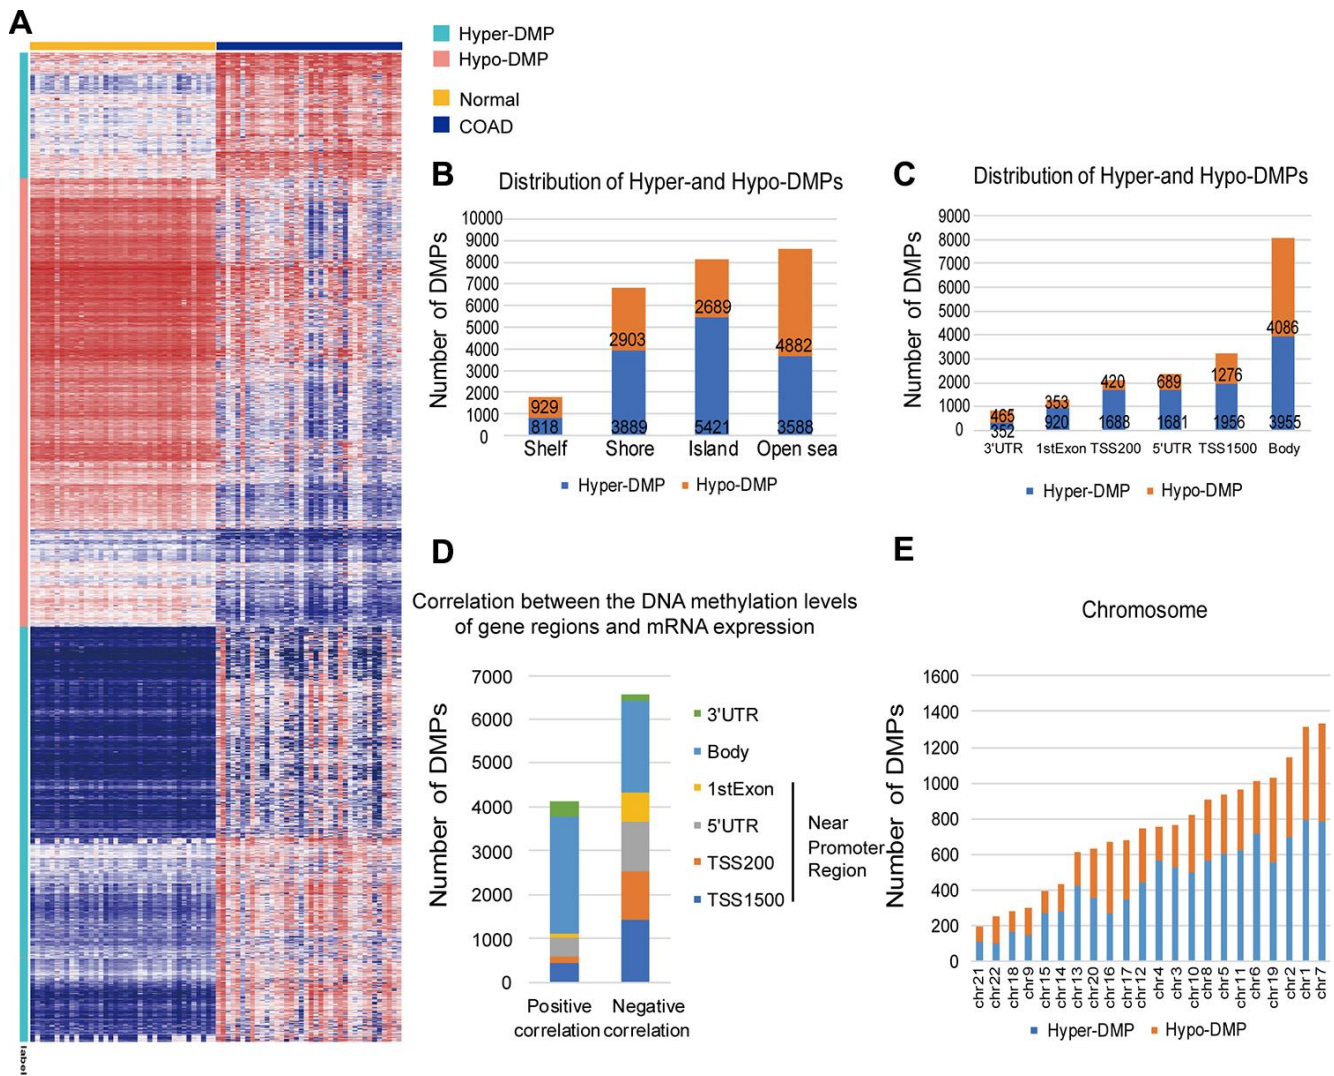 A
Hyper-DMP
Hypo-DMP
Normal
COAD
label
B
Distribution of Hyper-and Hypo-DMPs
Number of DMPs
10000
9000
8000
7000
6000
5000
4000
3000
2000
1000
0
929
818
2903
3889
2689
5421
4882
3588
Shelf Shore Island Open sea
Hyper-DMP Hypo-DMP
C
Distribution of Hyper-and Hypo-DMPs
Number of DMPs
9000
8000
7000
6000
5000
4000
3000
2000
1000
0
465
352
353
920
420
1688
689
1681
1276
1956
4086
3955
3'UTR 1stExon TSS200 5'UTR TSS1500 Body
Hyper-DMP Hypo-DMP
D
Correlation between the DNA methylation levels
of gene regions and mRNA expression
Number of DMPs
7000
6000
5000
4000
3000
2000
1000
0
Positive
correlation
Negative
correlation
3'UTR
Body
1stExon
5'UTR
TSS200
TSS1500
Near
Promoter
Region
E
Chromosome
Number of DMPs
1600
1400
1200
1000
800
600
400
200
0
chr21
chr22
chr18
chr9
chr15
chr14
chr13
chr20
chr16
chr17
chr12
chr4
chr3
chr10
chr8
chr5
chr11
chr6
chr19
chr2
chr1
chr7
Hyper-DMP Hypo-DMP